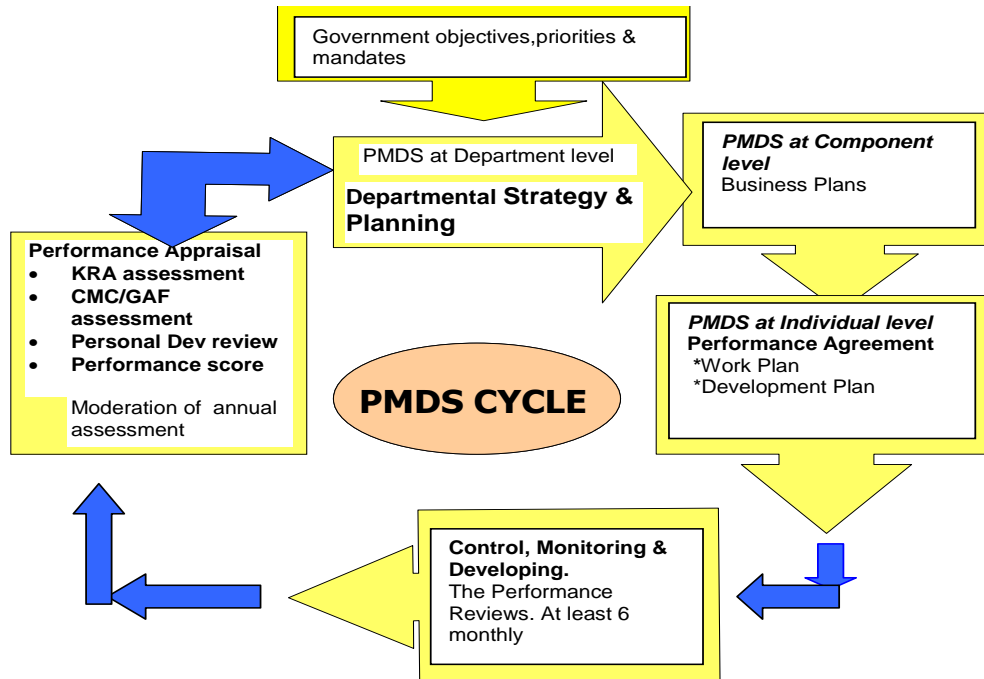 Government objectives,priorities &
mandates
PMDS at Department level
Departmental Strategy &
Planning
PMDS at Component
level
Business Plans
PMDS at Individual level
Performance Agreement
*Work Plan
*Development Plan
Control, Monitoring &
Developing.
The Performance
Reviews. At least 6
monthly
Performance Appraisal
• KRA assessment
• CMC/GAF
assessment
• Personal Dev review
• Performance score
Moderation of annual
assessment
PMDS CYCLE